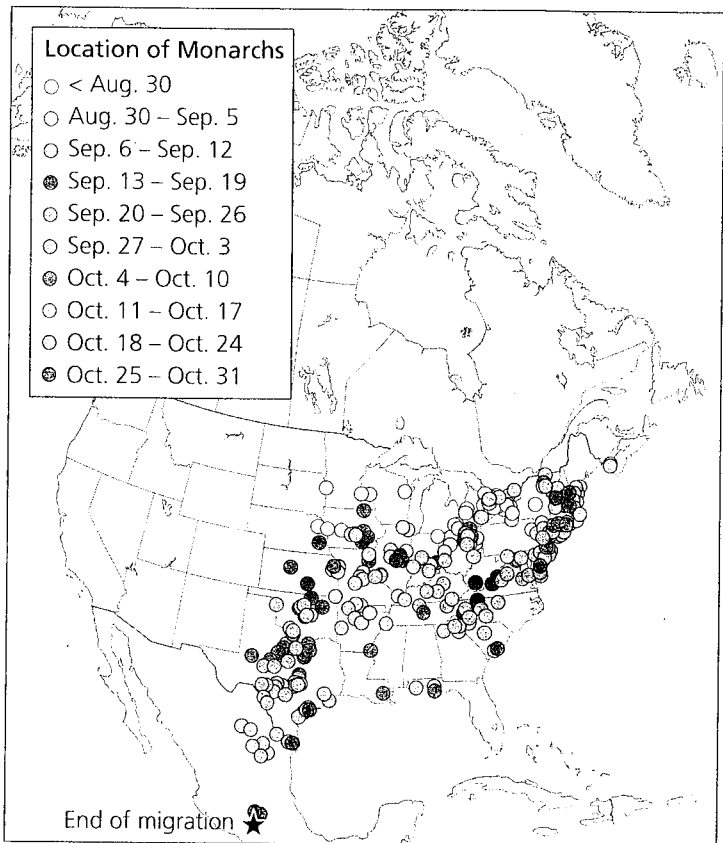 Location of Monarchs
< Aug. 30
Aug. 30 – Sep. 5
Sep. 6 – Sep. 12
Sep. 13 – Sep. 19
Sep. 20 – Sep. 26
Sep. 27 – Oct. 3
Oct. 4 – Oct. 10
Oct. 11 – Oct. 17
Oct. 18 – Oct. 24
Oct. 25 – Oct. 31
End of migration